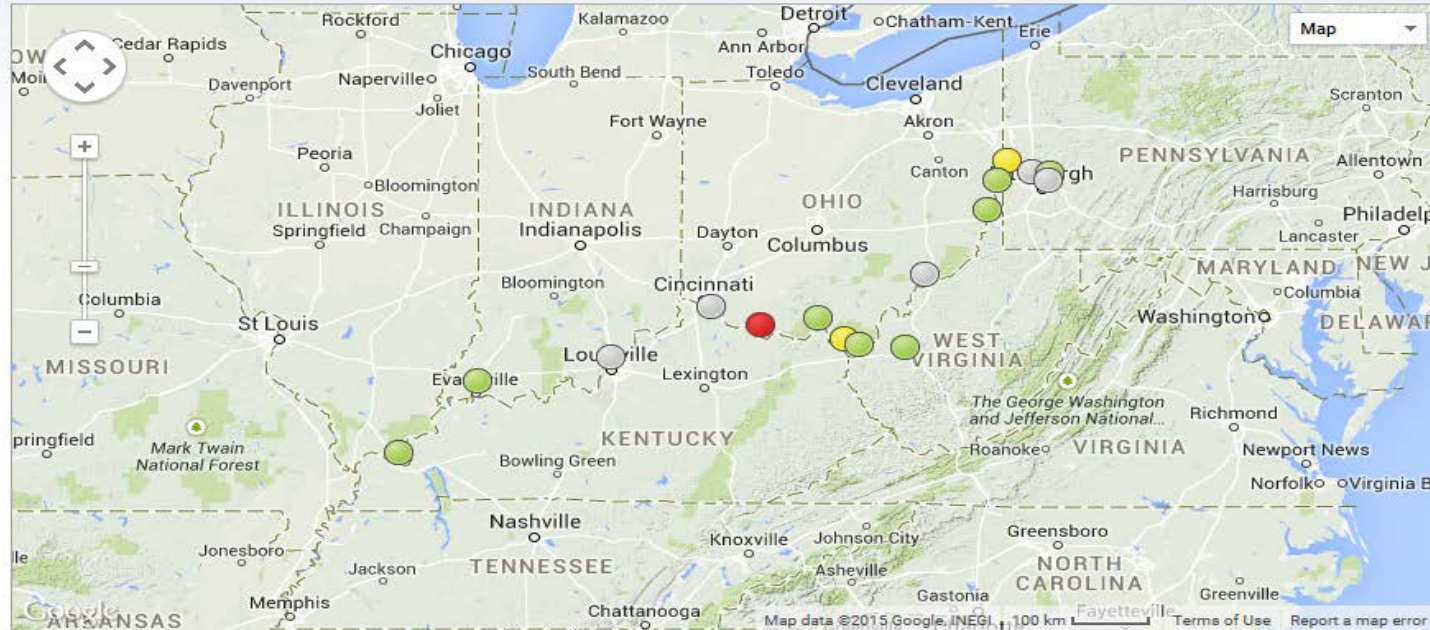 Rockford
Kalamazoo
Detroit
Chatham-Kent
Erie
Map
Cedar Rapids
Chicago
Ann Arbor
Davenport
Naperville
South Bend
Toledo
Cleveland
Scranton
Joliet
Fort Wayne
Akron
Peoria
PENNSYLVANIA
Allentown
Canton
Bloomington
Harrisburg
ILLINOIS
INDIANA
OHIO
Springfield
Champaign
Indianapolis
Dayton
Columbus
Lancaster
Philadelp
MARYLAND
NEW J
Bloomington
Cincinnati
Columbia
Columbia
St Louis
Washington
DELAWAR
MISSOURI
WEST
VIRGINIA
Lexington
The George Washington
and Jefferson National...
Richmond
pringfield
Mark Twain
National Forest
KENTUCKY
Bowling Green
Roanoke
VIRGINIA
Newport News
Norfolk
Virginia B
Nashville
Greensboro
Jonesboro
Knoxville
Johnson City
NORTH
CAROLINA
Jackson
TENNESSEE
Asheville
Gastonia
Greenville
Memphis
Chattanooga
Fayetteville
Google
ARKANSAS
Map data ©2015 Google, INEGI
100 km
Terms of Use
Report a map error